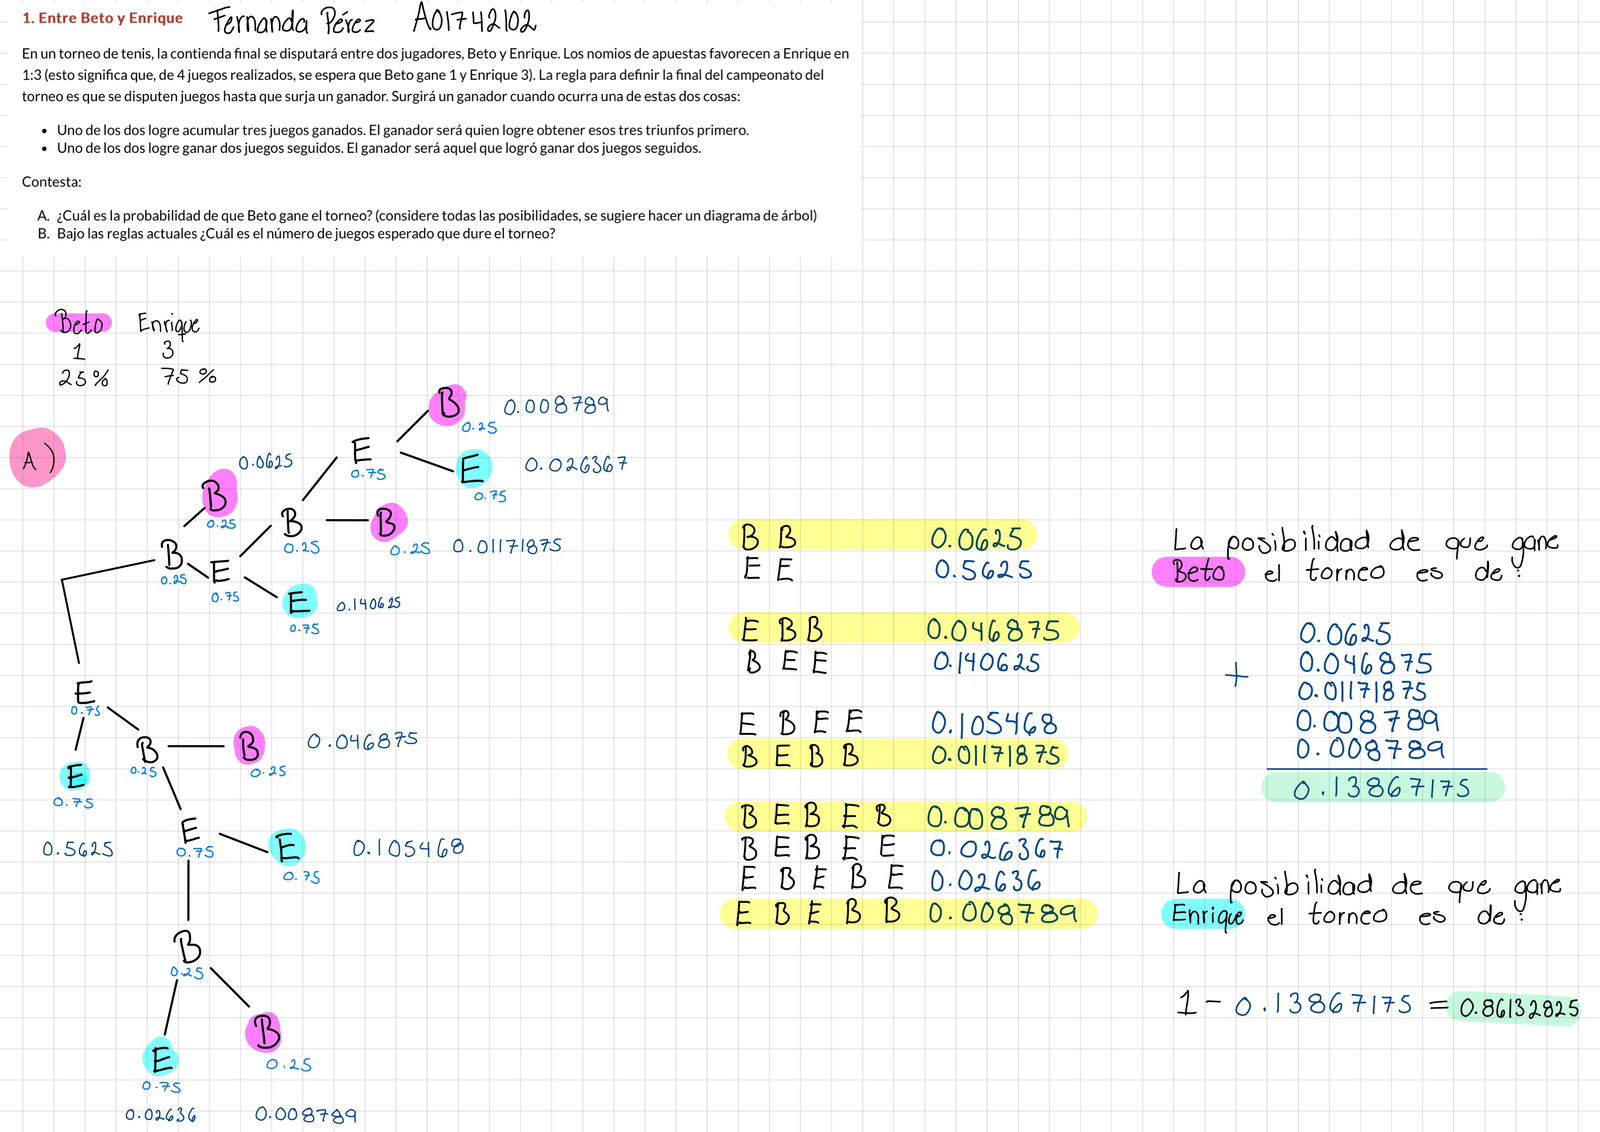 1. Entre Beto y Enrique Fernanda Pérez A01742102
En un torneo de tenis, la contienda final se disputará entre dos jugadores, Beto y Enrique. Los nomios de apuestas favorecen a Enrique en
1:3 (esto significa que, de 4 juegos realizados, se espera que Beto gane 1 y Enrique 3). La regla para definir la final del campeonato del
torneo es que se disputen juegos hasta que surja un ganador. Surgirá un ganador cuando ocurra una de estas dos cosas:
• Uno de los dos logre acumular tres juegos ganados. El ganador será quien logre obtener esos tres triunfos primero.
• Uno de los dos logre ganar dos juegos seguidos. El ganador será aquel que logró ganar dos juegos seguidos.
Contesta:
A. ¿Cuál es la probabilidad de que Beto gane el torneo? (considere todas las posibilidades, se sugiere hacer un diagrama de árbol)
B. Bajo las reglas actuales ¿Cuál es el número de juegos esperado que dure el torneo?
Beto Enrique
1 3
25% 75%
A)
B 0.008789
0.25
E
0.75
E 0.026367
0.75
0.0625
B
0.25
B
0.25
B
0.25 0.01171875
B
0.25
E
0.75
E 0.140625
0.75
E
0.75
B
0.25
B 0.046875
0.25
E
0.75
0.5625
E
0.75
E 0.105468
0.75
B
0.25
B
0.25
E
0.75
0.02636 0.008789
B B 0.0625
E E 0.5625
E B B 0.046875
B E E 0.140625
E B E E 0.105468
B E B B 0.01171875
B E B E B 0.008789
B E B E E 0.026367
E B E B E 0.02636
E B E B B 0.008789
La posibilidad de que gane
Beto el torneo es de:
0.0625
0.046875
+
0.01171875
0.008789
0.008789
0.13867175
La posibilidad de que gane
Enrique el torneo es de:
1 - 0.13867175 = 0.86132825